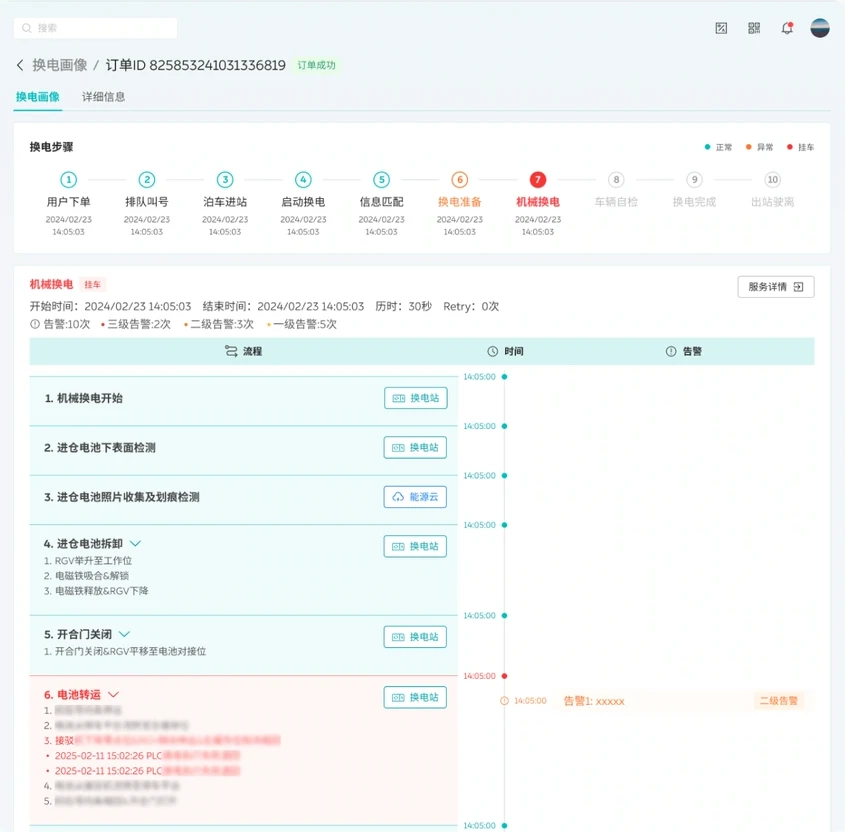 搜索
换电画像 / 订单ID 825853241031336819 订单成功
换电画像 详细信息
换电步骤 正常 异常 挂车
1 2 3 4 5 6 7 8 9 10
用户下单 排队叫号 泊车进站 启动换电 信息匹配 换电准备 机械换电 车辆自检 换电完成 出站驶离
2024/02/23 2024/02/23 2024/02/23 2024/02/23 2024/02/23 2024/02/23 2024/02/23
14:05:03 14:05:03 14:05:03 14:05:03 14:05:03 14:05:03 14:05:03
机械换电 挂车 服务详情
开始时间：2024/02/23 14:05:03 结束时间：2024/02/23 14:05:03 历时：30秒 Retry：0次
告警:10次 •三级告警:2次 •二级告警:3次 •一级告警:5次
流程 时间 告警
14:05:00
1. 机械换电开始 换电站
14:05:00
2. 进仓电池下表面检测 换电站
14:05:00
3. 进仓电池照片收集及划痕检测 能源云
14:05:00
4. 进仓电池拆卸 换电站
1. RGV举升至工作位
2. 电磁铁吸合&解锁
3. 电磁铁释放&RGV下降
14:05:00
5. 开合门关闭 换电站
1. 开合门关闭&RGV平移至电池对接位
14:05:00
6. 电池转运 换电站
14:05:00 告警1: xxxxx 二级告警
1.
2.
3. 接驳
• 2025-02-11 15:02:26 PLC
• 2025-02-11 15:02:26 PLC
4.
5.
14:05:00